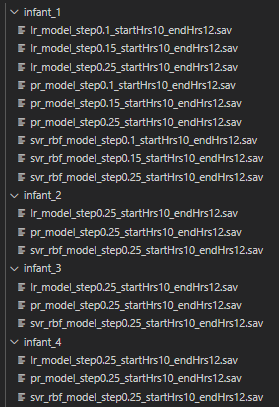 infant_1
lr_model_step0.1_startHrs10_endHrs12.sav
lr_model_step0.15_startHrs10_endHrs12.sav
lr_model_step0.25_startHrs10_endHrs12.sav
pr_model_step0.1_startHrs10_endHrs12.sav
pr_model_step0.15_startHrs10_endHrs12.sav
pr_model_step0.25_startHrs10_endHrs12.sav
svr_rbf_model_step0.1_startHrs10_endHrs12.sav
svr_rbf_model_step0.15_startHrs10_endHrs12.sav
svr_rbf_model_step0.25_startHrs10_endHrs12.sav
infant_2
lr_model_step0.25_startHrs10_endHrs12.sav
pr_model_step0.25_startHrs10_endHrs12.sav
svr_rbf_model_step0.25_startHrs10_endHrs12.sav
infant_3
lr_model_step0.25_startHrs10_endHrs12.sav
pr_model_step0.25_startHrs10_endHrs12.sav
svr_rbf_model_step0.25_startHrs10_endHrs12.sav
infant_4
lr_model_step0.25_startHrs10_endHrs12.sav
pr_model_step0.25_startHrs10_endHrs12.sav
svr_rbf_model_step0.25_startHrs10_endHrs12.sav